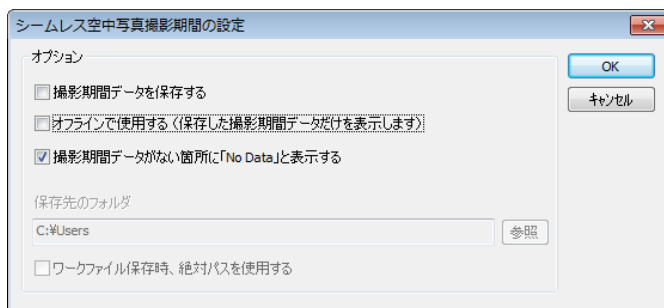 シームレス空中写真撮影期間の設定
オプション
撮影期間データを保存する
オフラインで使用する(保存した撮影期間データだけを表示します)
撮影期間データがない箇所に「No Data」と表示する
保存先のフォルダ
C:¥Users
参照
ワークファイル保存時、絶対パスを使用する
OK
キャンセル